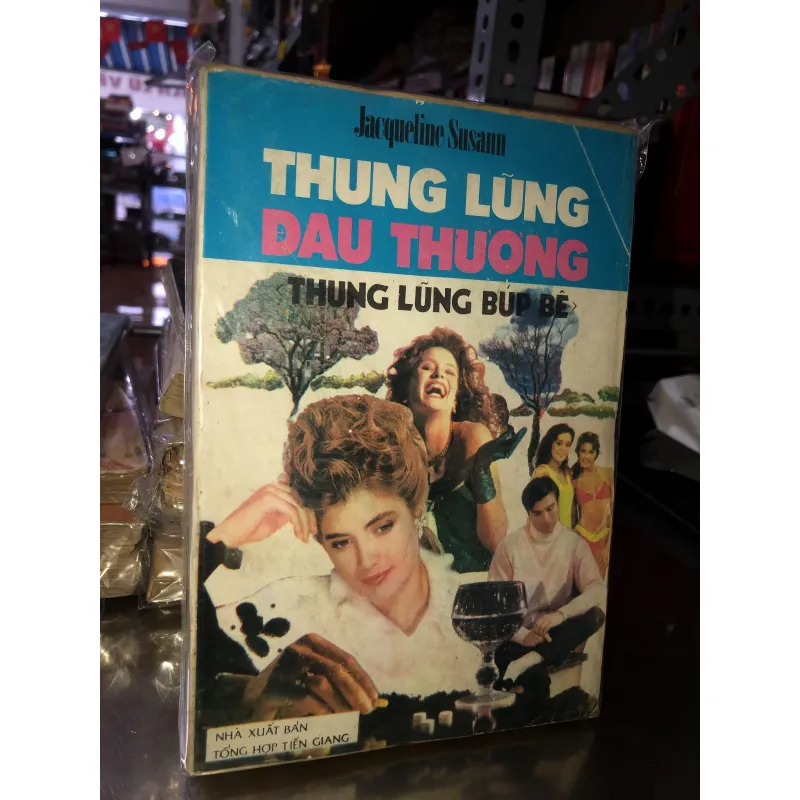 Jacqueline Susann
THUNG LŨNG
ĐAU THƯƠNG
<THUNG LŨNG BÚP BÊ>
NHÀ XUẤT BẢN
TỔNG HỢP TIỀN GIANG